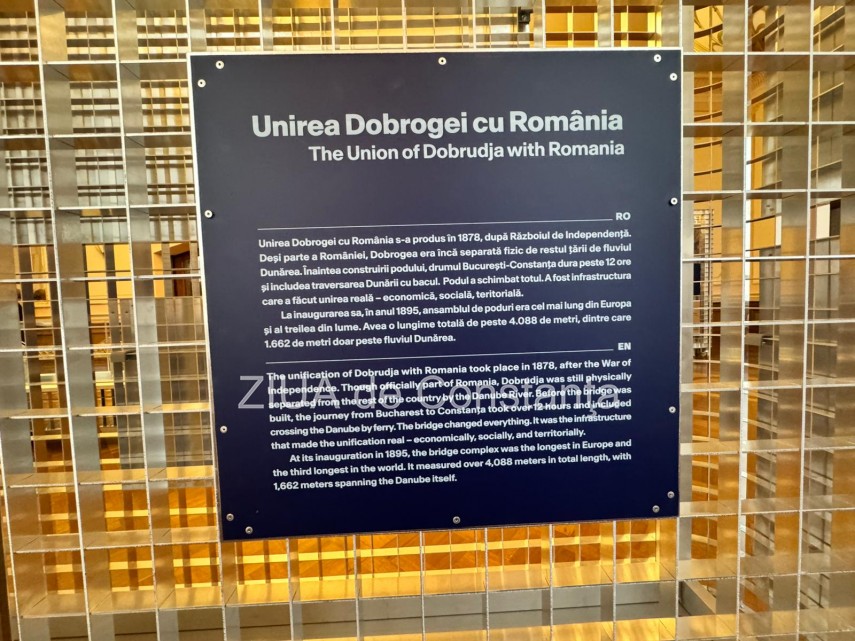 Unirea Dobrogei cu România
The Union of Dobrudja with Romania
RO
Unirea Dobrogei cu România s-a produs în 1878, după Războiul de Independență.
Deși parte a României, Dobrogea era încă separată fizic de restul țării de fluviul
Dunărea. Înaintea construirii podului, drumul București-Constanța dura peste 12 ore
și includea traversarea Dunării cu bacul. Podul a schimbat totul. A fost infrastructura
care a făcut unirea reală – economică, socială, teritorială.
La inaugurarea sa, în anul 1895, ansamblul de poduri era cel mai lung din Europa
și al treilea din lume. Avea o lungime totală de peste 4.088 de metri, dintre care
1.662 de metri doar peste fluviul Dunărea.
EN
The unification of Dobrudja with Romania took place in 1878, after the War of
Independence. Though officially part of Romania, Dobrudja was still physically
separated from the rest of the country by the Danube River. Before the bridge was
built, the journey from Bucharest to Constanța took over 12 hours and included
crossing the Danube by ferry. The bridge changed everything. It was the infrastructure
that made the unification real – economically, socially, and territorially.
At its inauguration in 1895, the bridge complex was the longest in Europe and
the third longest in the world. It measured over 4,088 meters in total length, with
1,662 meters spanning the Danube itself.
ZIUA de Constanța